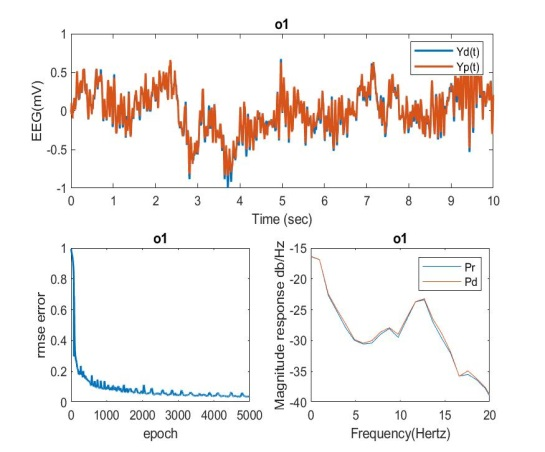 o1
EEG(mV)
1
0.5
0
-0.5
-1
Yd(t)
Yp(t)
0 1 2 3 4 5 6 7 8 9 10
Time (sec)
o1
rmse error
1
0.8
0.6
0.4
0.2
0
0 1000 2000 3000 4000 5000
epoch
o1
Magnitude response db/Hz
-15
-20
-25
-30
-35
-40
Pr
Pd
0 5 10 15 20
Frequency(Hertz)